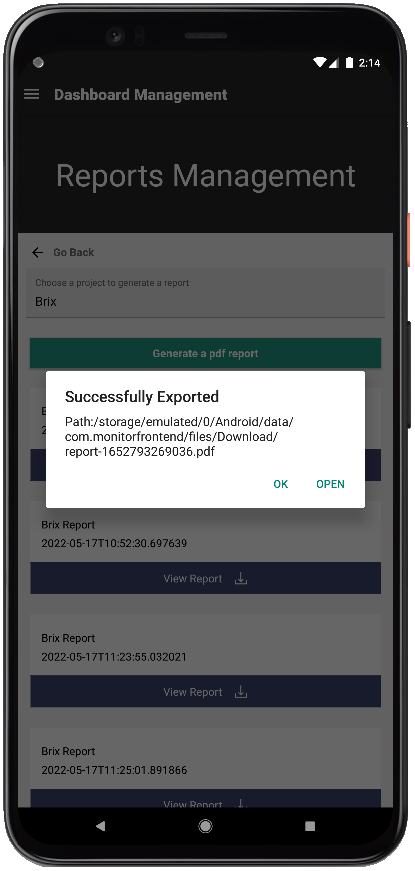 2:14
Dashboard Management
Reports Management
Go Back
Choose a project to generate a report
Brix
Generate a pdf report
Successfully Exported
Path:/storage/emulated/0/Android/data/
com.monitorfrontend/files/Download/
report-1652793269036.pdf
OK OPEN
Brix Report
2022-05-17T10:52:30.697639
View Report
Brix Report
2022-05-17T11:23:55.032021
View Report
Brix Report
2022-05-17T11:25:01.891866
View Report